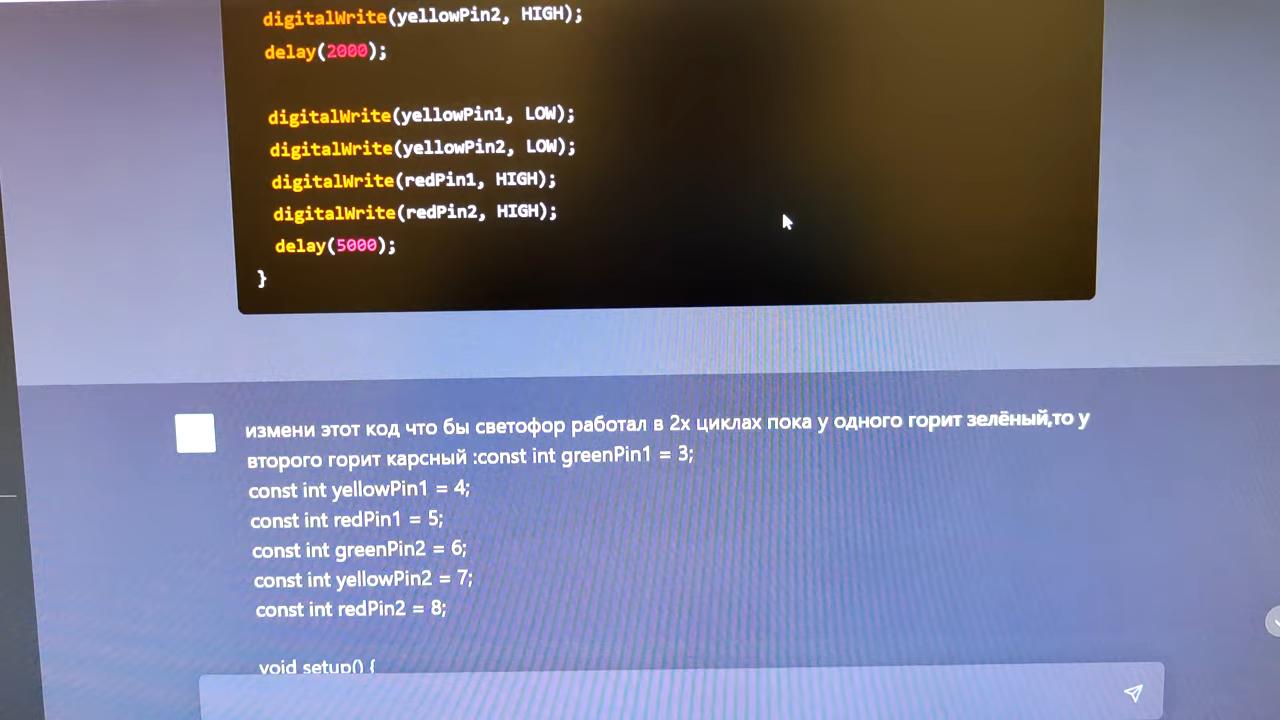 digitalWrite(yellowPin2, HIGH);
delay(2000);
digitalWrite(yellowPin1, LOW);
digitalWrite(yellowPin2, LOW);
digitalWrite(redPin1, HIGH);
digitalWrite(redPin2, HIGH);
delay(5000);
}
измени этот код что бы светофор работал в 2х циклах пока у одного горит зелёный,то у
второго горит карсный :const int greenPin1 = 3;
const int yellowPin1 = 4;
const int redPin1 = 5;
const int greenPin2 = 6;
const int yellowPin2 = 7;
const int redPin2 = 8;
void setup() {